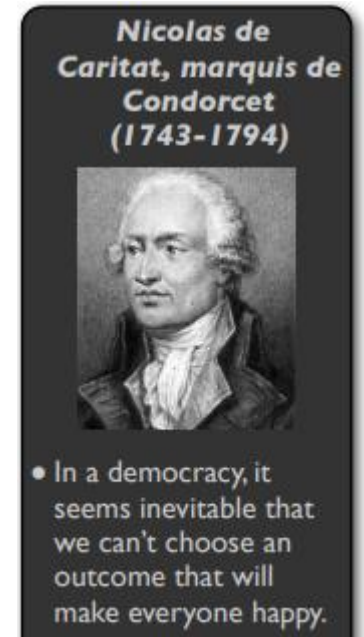 Nicolas de
Caritat, marquis de
Condorcet
(1743-1794)
• In a democracy, it
seems inevitable that
we can't choose an
outcome that will
make everyone happy.